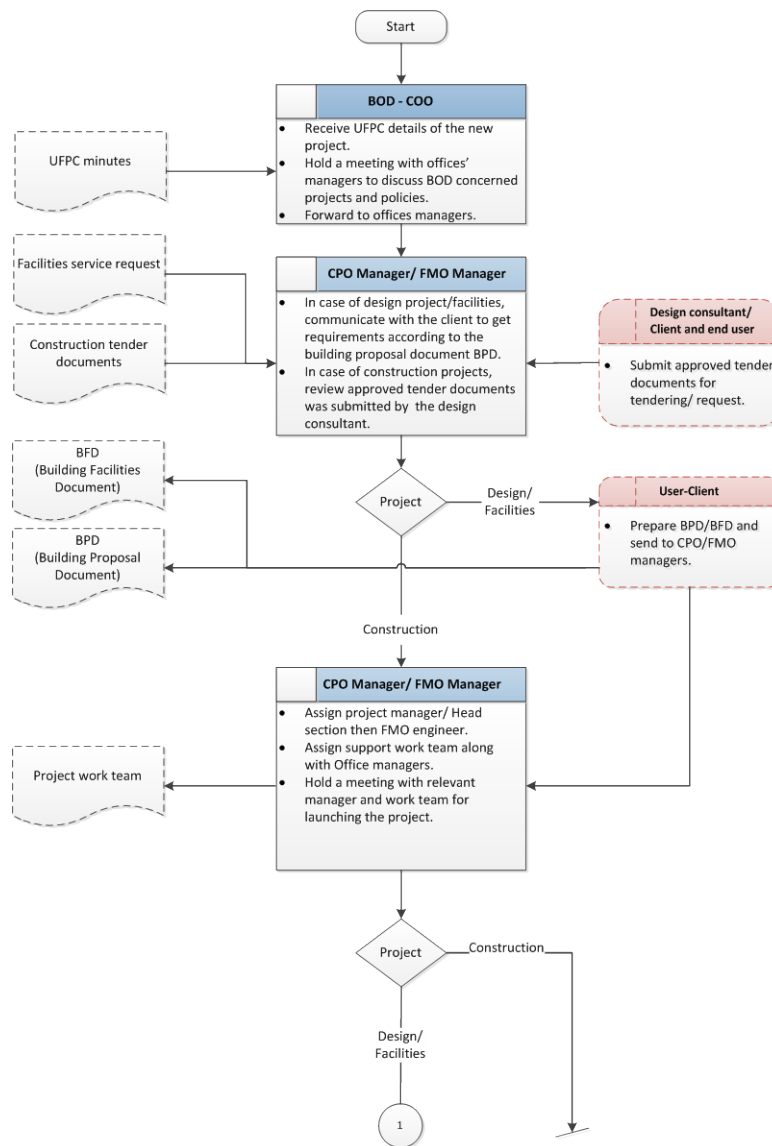 Start
BOD - COO
• Receive UFPC details of the new
project.
• Hold a meeting with offices’
managers to discuss BOD concerned
projects and policies.
• Forward to offices managers.
UFPC minutes
Facilities service request
Construction tender
documents
CPO Manager/ FMO Manager
• In case of design project/facilities,
communicate with the client to get
requirements according to the
building proposal document BPD.
• In case of construction projects,
review approved tender documents
was submitted by the design
consultant.
Design consultant/
Client and end user
• Submit approved tender
documents for
tendering/ request.
BFD
(Building Facilities
Document)
BPD
(Building Proposal
Document)
Project
Design/
Facilities
User-Client
• Prepare BPD/BFD and
send to CPO/FMO
managers.
Construction
CPO Manager/ FMO Manager
• Assign project manager/ Head
section then FMO engineer.
• Assign support work team along
with Office managers.
• Hold a meeting with relevant
manager and work team for
launching the project.
Project work team
Project
Construction
Design/
Facilities
1